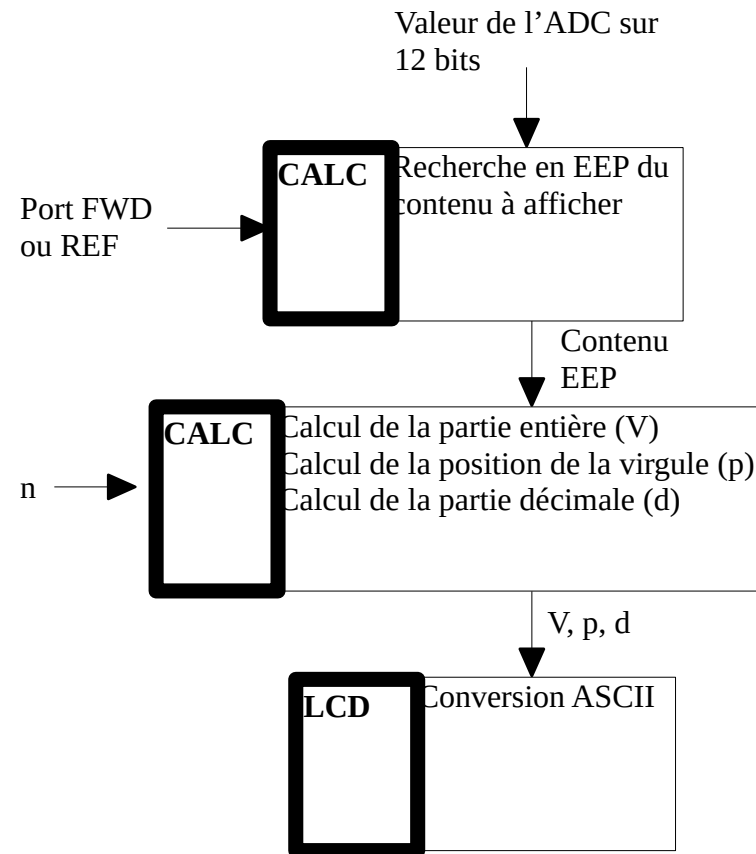 Valeur de l’ADC sur
12 bits
CALC
Recherche en EEP du
contenu à afficher
Port FWD
ou REF
Contenu
EEP
CALC
Calcul de la partie entière (V)
Calcul de la position de la virgule (p)
Calcul de la partie décimale (d)
n
V, p, d
LCD
Conversion ASCII